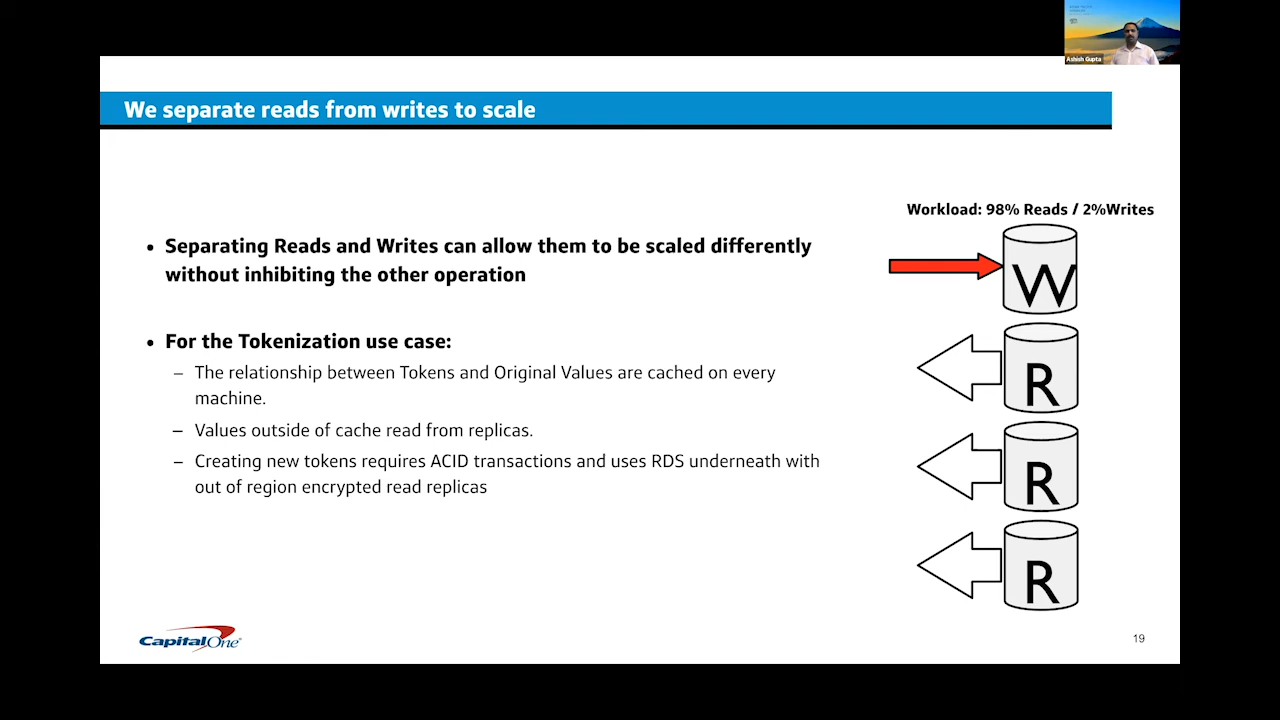 Ashish Gupta
We separate reads from writes to scale
Workload: 98% Reads / 2%Writes
• Separating Reads and Writes can allow them to be scaled differently
without inhibiting the other operation
• For the Tokenization use case:
– The relationship between Tokens and Original Values are cached on every
machine.
– Values outside of cache read from replicas.
– Creating new tokens requires ACID transactions and uses RDS underneath with
out of region encrypted read replicas
W
R
R
R
CapitalOne
19